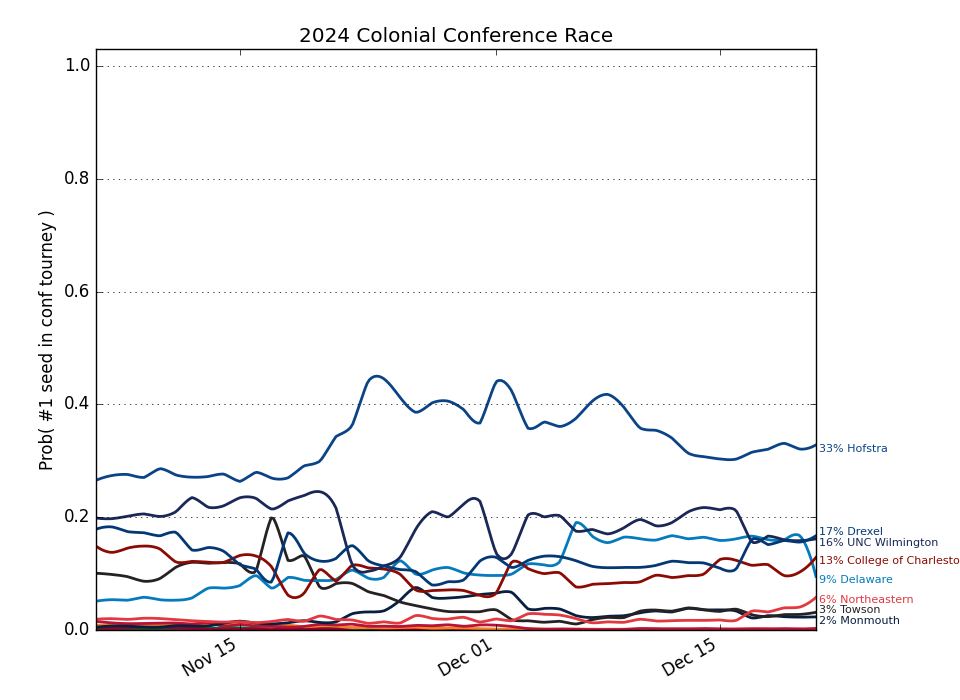 2024 Colonial Conference Race
Prob( #1 seed in conf tourney )
1.0
0.8
0.6
0.4
0.2
0.0
Nov 15
Dec 01
Dec 15
33% Hofstra
17% Drexel
16% UNC Wilmington
13% College of Charlesto
9% Delaware
6% Northeastern
3% Towson
2% Monmouth